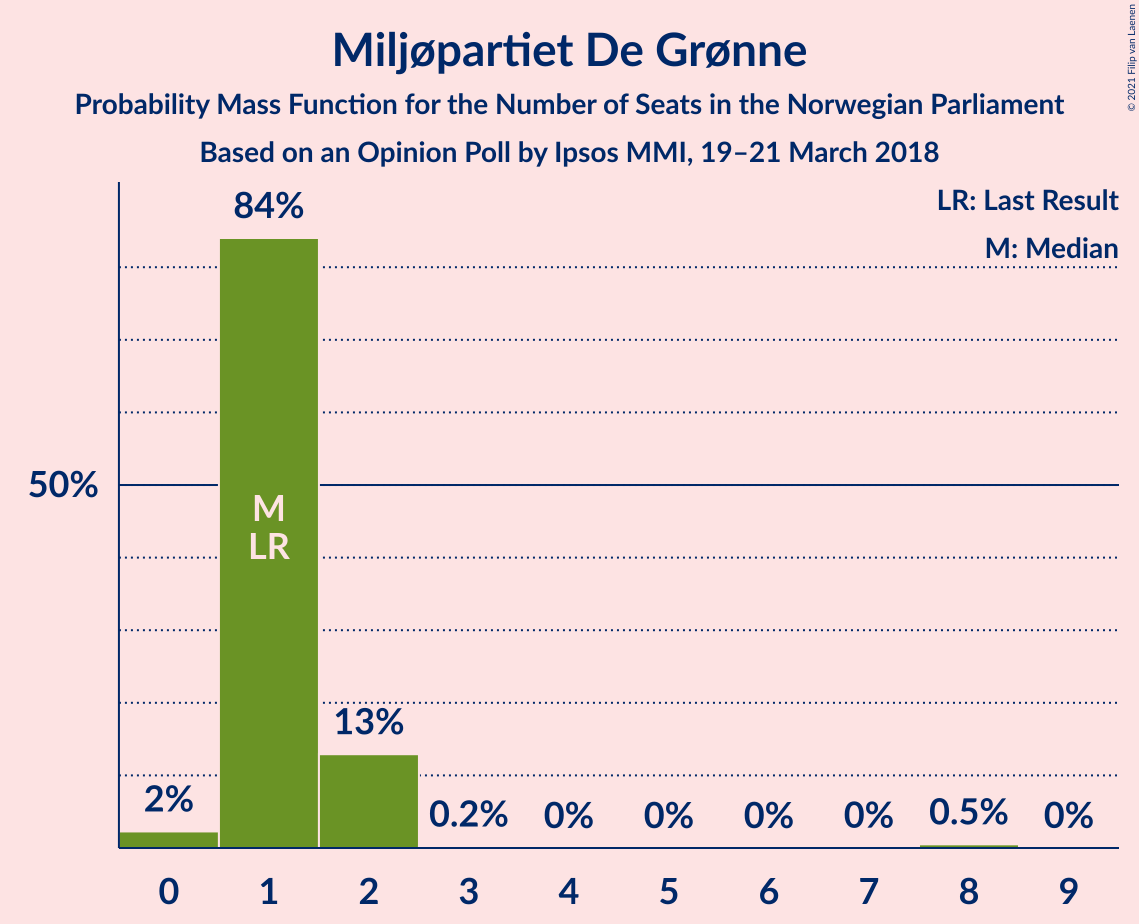 Miljøpartiet De Grønne
Probability Mass Function for the Number of Seats in the Norwegian Parliament
Based on an Opinion Poll by Ipsos MMI, 19–21 March 2018
© 2021 Filip van Laenen
LR: Last Result
M: Median
84%
50%
M
LR
13%
2%
0.2%
0%
0%
0%
0%
0.5%
0%
0
1
2
3
4
5
6
7
8
9